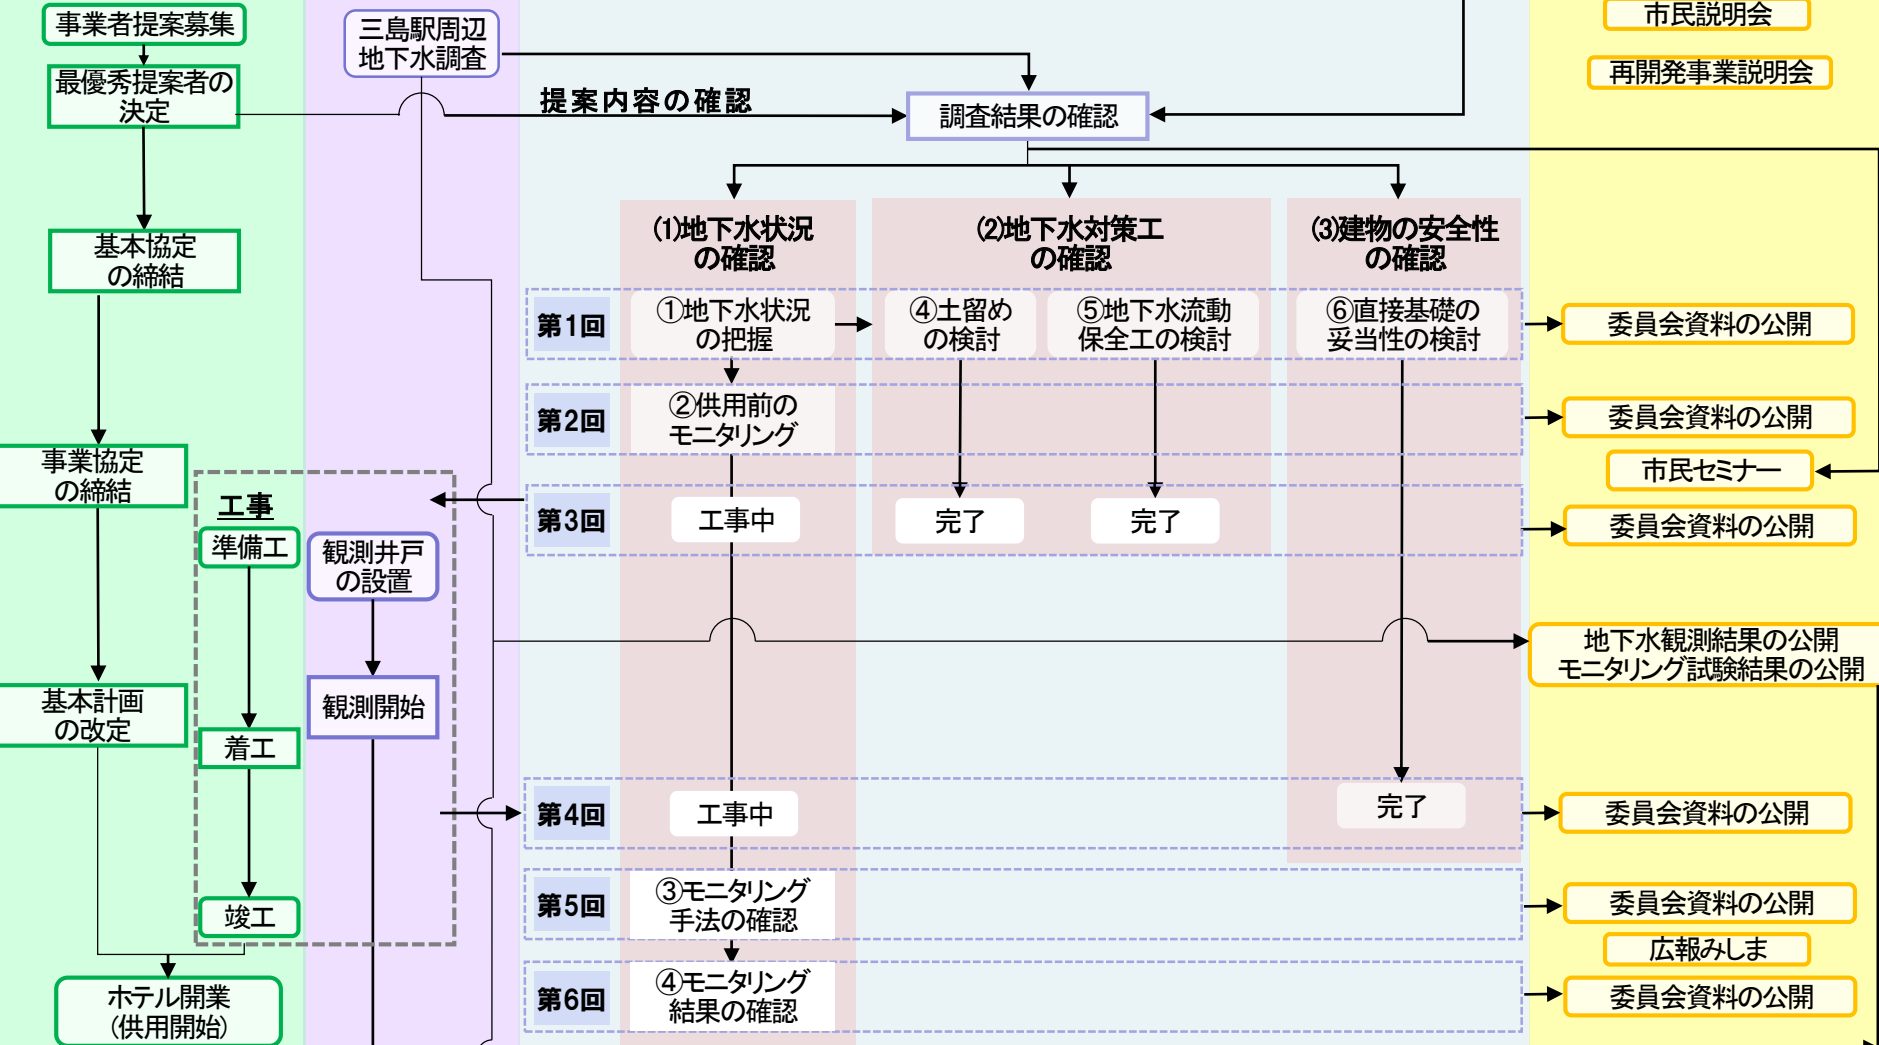 事業者提案募集
最優秀提案者の
決定
基本協定
の締結
事業協定
の締結
基本計画
の改定
ホテル開業
(供用開始)
工事
準備工
着工
竣工
三島駅周辺
地下水調査
観測井戸
の設置
観測開始
提案内容の確認
調査結果の確認
⑴地下水状況
の確認
⑵地下水対策工
の確認
⑶建物の安全性
の確認
第1回
①地下水状況
の把握
④土留め
の検討
⑤地下水流動
保全工の検討
⑥直接基礎の
妥当性の検討
第2回
②供用前の
モニタリング
第3回
工事中
完了
完了
第4回
工事中
完了
第5回
③モニタリング
手法の確認
第6回
④モニタリング
結果の確認
市民説明会
再開発事業説明会
委員会資料の公開
委員会資料の公開
市民セミナー
委員会資料の公開
地下水観測結果の公開
モニタリング試験結果の公開
委員会資料の公開
委員会資料の公開
広報みしま
委員会資料の公開